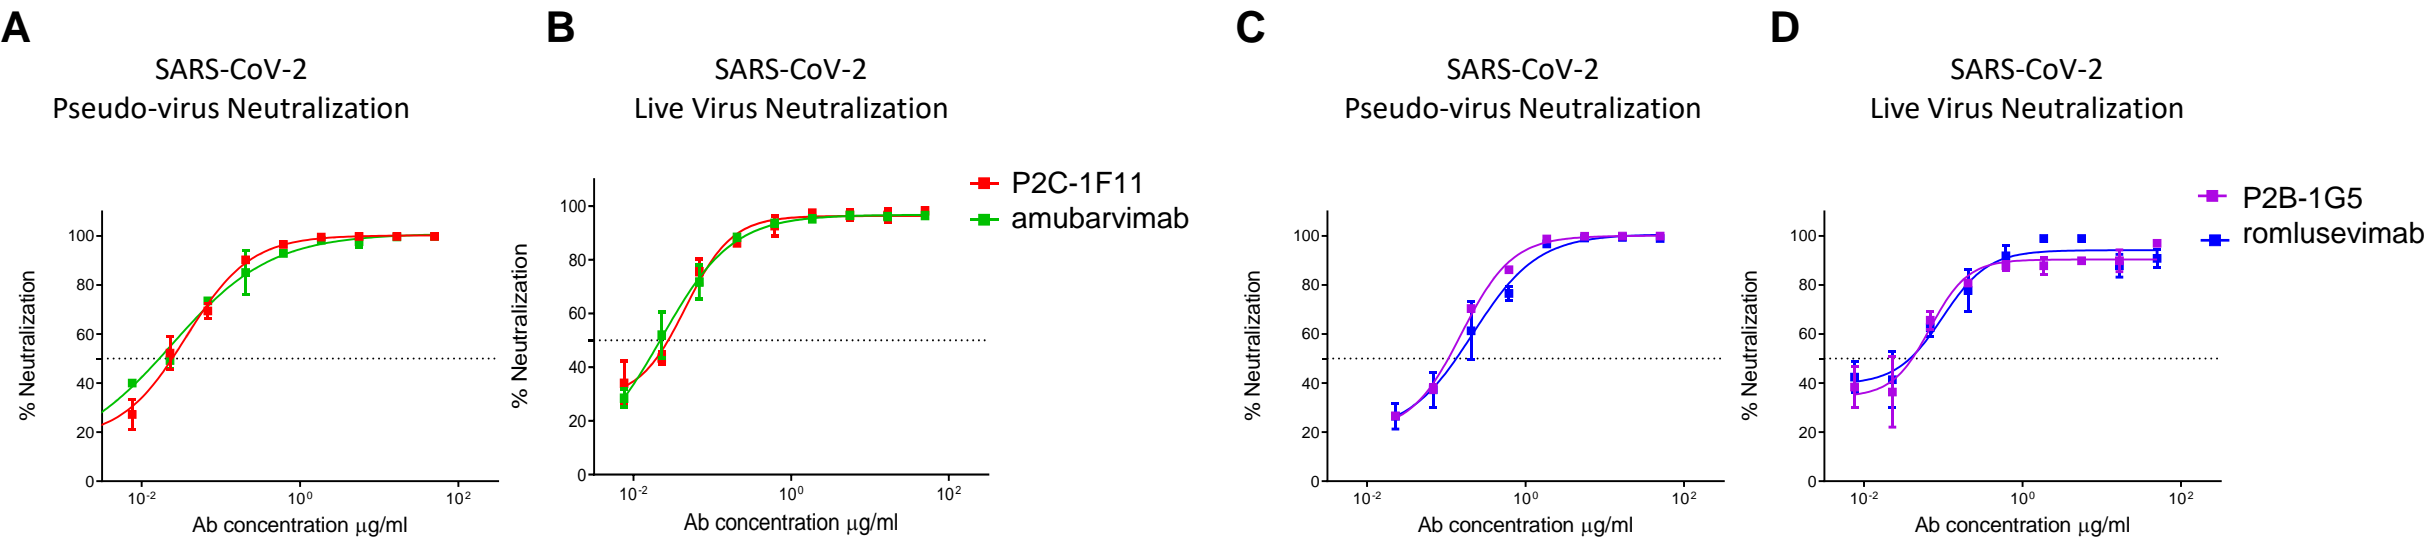 A
SARS-CoV-2
Pseudo-virus Neutralization
% Neutralization
100
80
60
40
20
0
10-2
100
102
Ab concentration μg/ml
B
SARS-CoV-2
Live Virus Neutralization
% Neutralization
100
80
60
40
20
0
10-2
100
102
Ab concentration μg/ml
P2C-1F11
amubarvimab
C
SARS-CoV-2
Pseudo-virus Neutralization
% Neutralization
100
80
60
40
20
0
10-2
100
102
Ab concentration μg/ml
D
SARS-CoV-2
Live Virus Neutralization
% Neutralization
100
80
60
40
20
0
10-2
100
102
Ab concentration μg/ml
P2B-1G5
romlusevimab